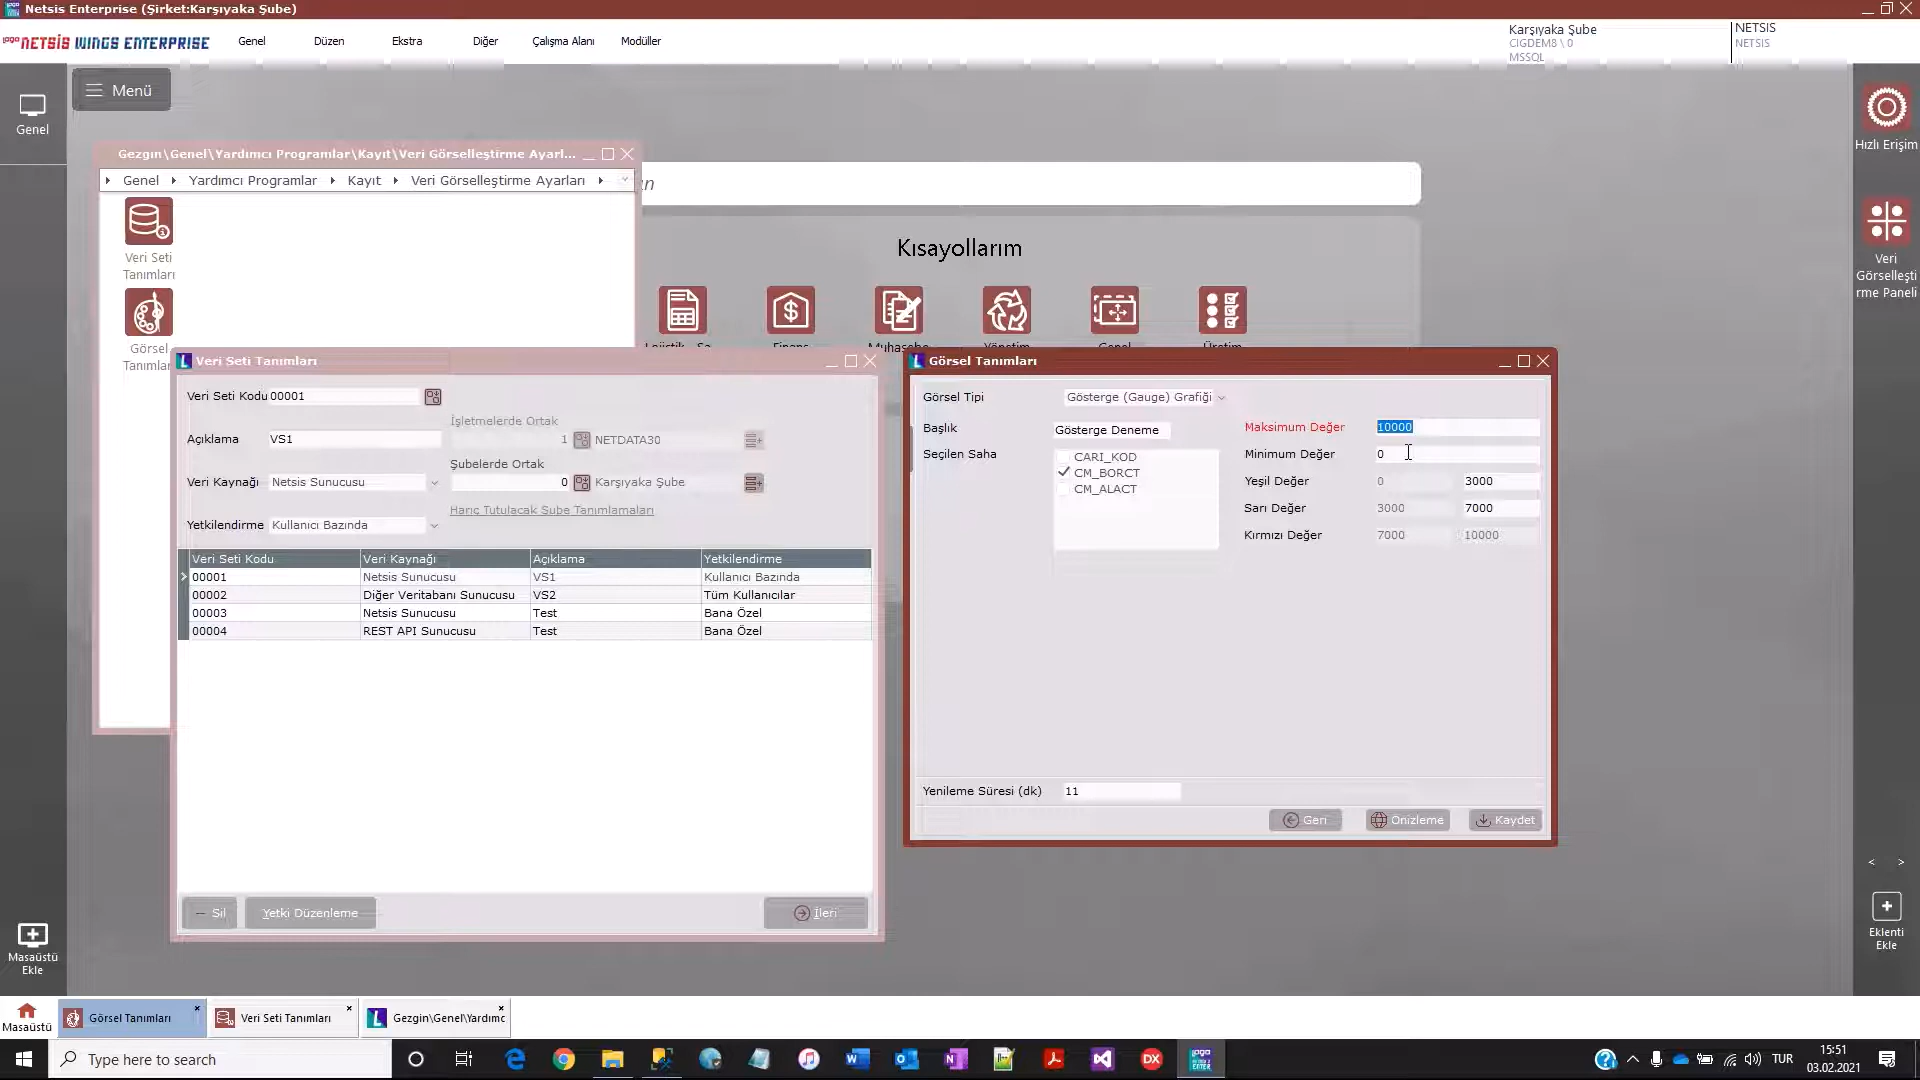 Netsis Enterprise (Şirket:Karşıyaka Şube)
logo NETSİS WINGS ENTERPRISE
Genel
Düzen
Ekstra
Diğer
Çalışma Alanı
Modüller
Karşıyaka Şube
CIGDEM8 \ 0
MSSQL
NETSIS
NETSIS
Genel
Menü
Hızlı Erişim
Veri
Görselleşti
rme Paneli
Gezgin\Genel\Yardımcı Programlar\Kayıt\Veri Görselleştirme Ayarl...
Genel
Yardımcı Programlar
Kayıt
Veri Görselleştirme Ayarları
Veri Seti
Tanımları
Görsel
Tanımlar
Kısayollarım
Veri Seti Tanımları
Veri Seti Kodu 00001
İşletmelerde Ortak
Açıklama VS1
1 NETDATA30
Şubelerde Ortak
Veri Kaynağı Netsis Sunucusu
0 Karşıyaka Şube
Hariç Tutulacak Şube Tanımlamaları
Yetkilendirme Kullanıcı Bazında
Veri Seti Kodu Veri Kaynağı Açıklama Yetkilendirme
00001 Netsis Sunucusu VS1 Kullanıcı Bazında
00002 Diğer Veritabanı Sunucusu VS2 Tüm Kullanıcılar
00003 Netsis Sunucusu Test Bana Özel
00004 REST API Sunucusu Test Bana Özel
Sil
Yetki Düzenleme
İleri
Görsel Tanımları
Görsel Tipi Gösterge (Gauge) Grafiği
Başlık Gösterge Deneme
Seçilen Saha
CARI_KOD
CM_BORCT
CM_ALACT
Maksimum Değer 10000
Minimum Değer 0
Yeşil Değer 0 3000
Sarı Değer 3000 7000
Kırmızı Değer 7000 10000
Yenileme Süresi (dk) 11
Geri
Önizleme
Kaydet
Masaüstü
Ekle
< >
Eklenti
Ekle
Masaüstü
Görsel Tanımları
Veri Seti Tanımları
Gezgin\Genel\Yardımc
Type here to search
TUR
15:51
03.02.2021